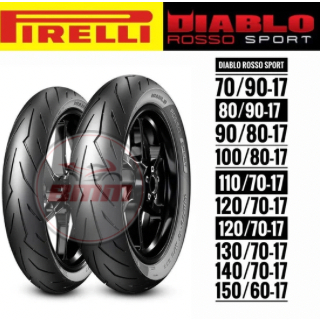 PIRELLI
DIABLO
ROSSO SPORT
DIABLO ROSSO SPORT
70/90-17
80/90-17
90/80-17
100/80-17
110/70-17
120/70-17
120/70-17
130/70-17
140/70-17
150/60-17
9MM